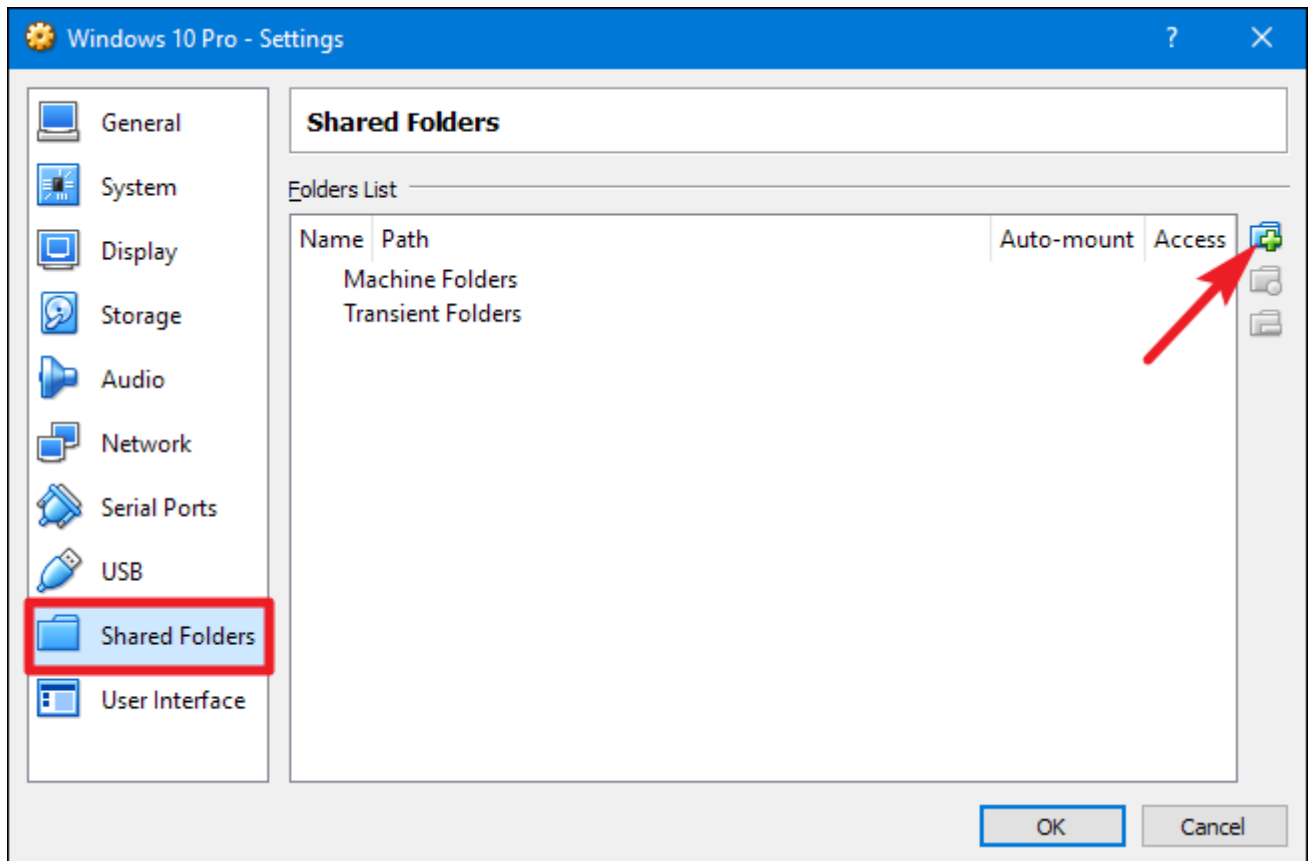 Windows 10 Pro - Settings
?
General
System
Display
Storage
Audio
Network
Serial Ports
USB
Shared Folders
User Interface
Shared Folders
Folders List
Name Path Auto-mount Access
Machine Folders
Transient Folders
OK Cancel